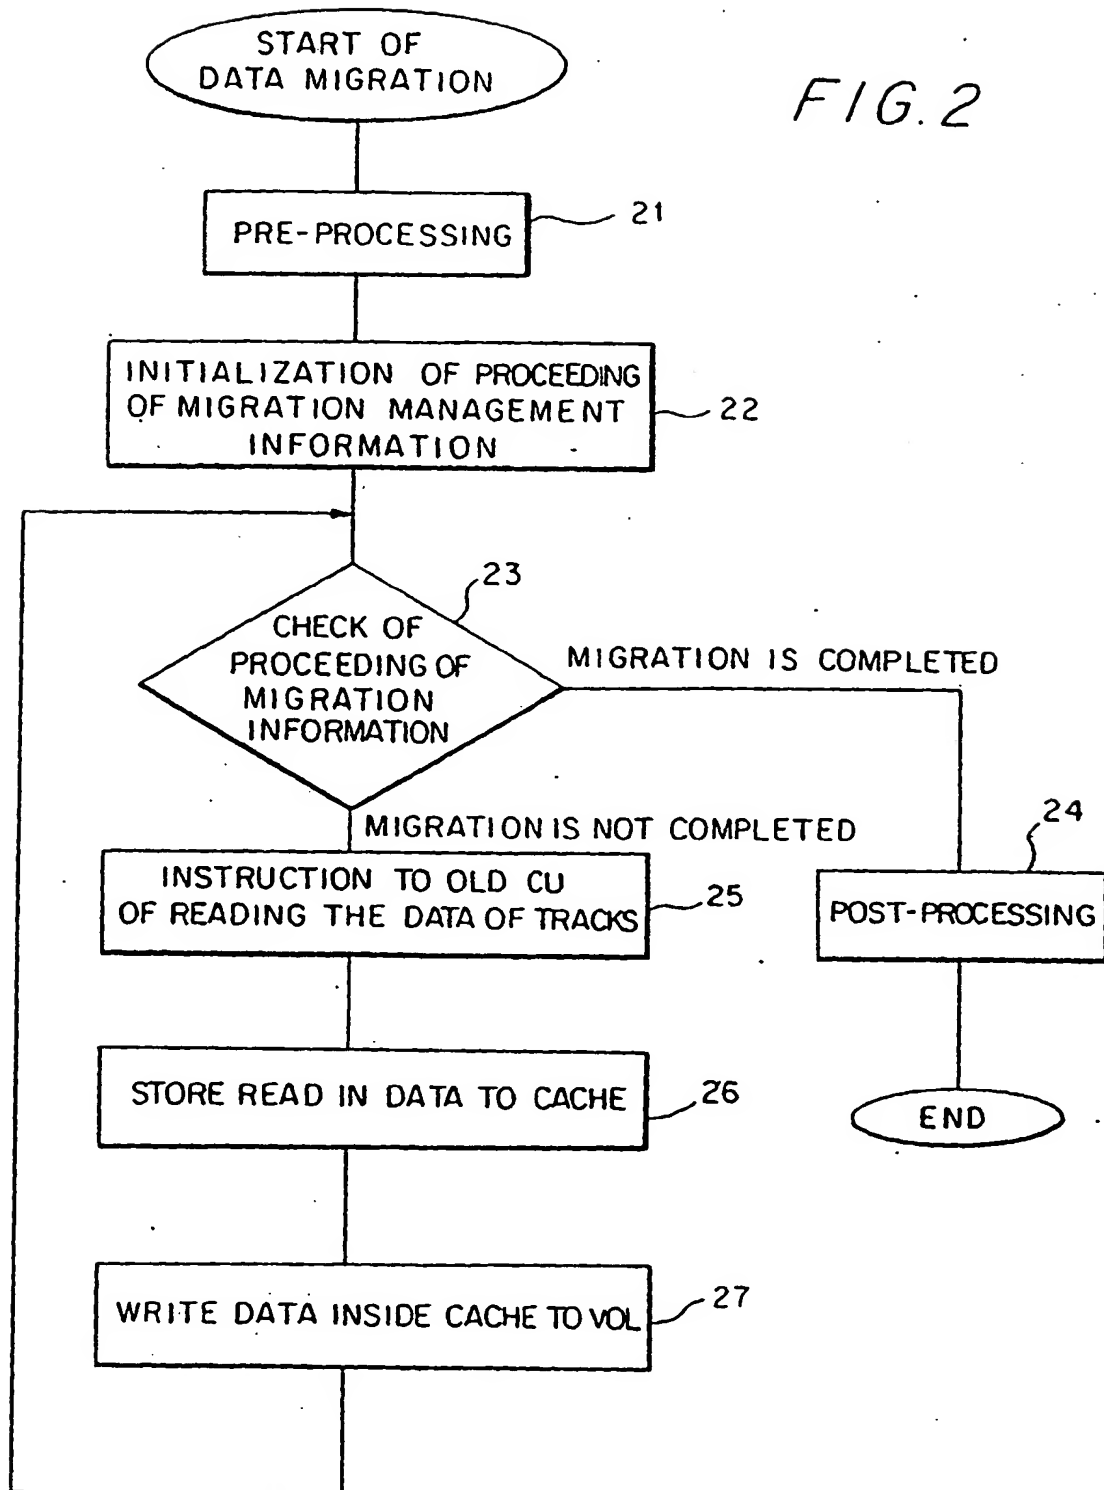 START OF
DATA MIGRATION
FIG. 2
PRE-PROCESSING
21
INITIALIZATION OF PROCEEDING
OF MIGRATION MANAGEMENT
INFORMATION
22
23
CHECK OF
PROCEEDING OF
MIGRATION
INFORMATION
MIGRATION IS COMPLETED
MIGRATION IS NOT COMPLETED
24
INSTRUCTION TO OLD CU
OF READING THE DATA OF TRACKS
25
POST-PROCESSING
STORE READ IN DATA TO CACHE
26
END
WRITE DATA INSIDE CACHE TO VOL
27